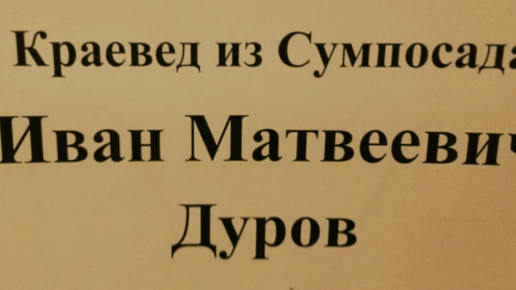 Краевед из Сумпосада
Иван Матвеевич
Дуров